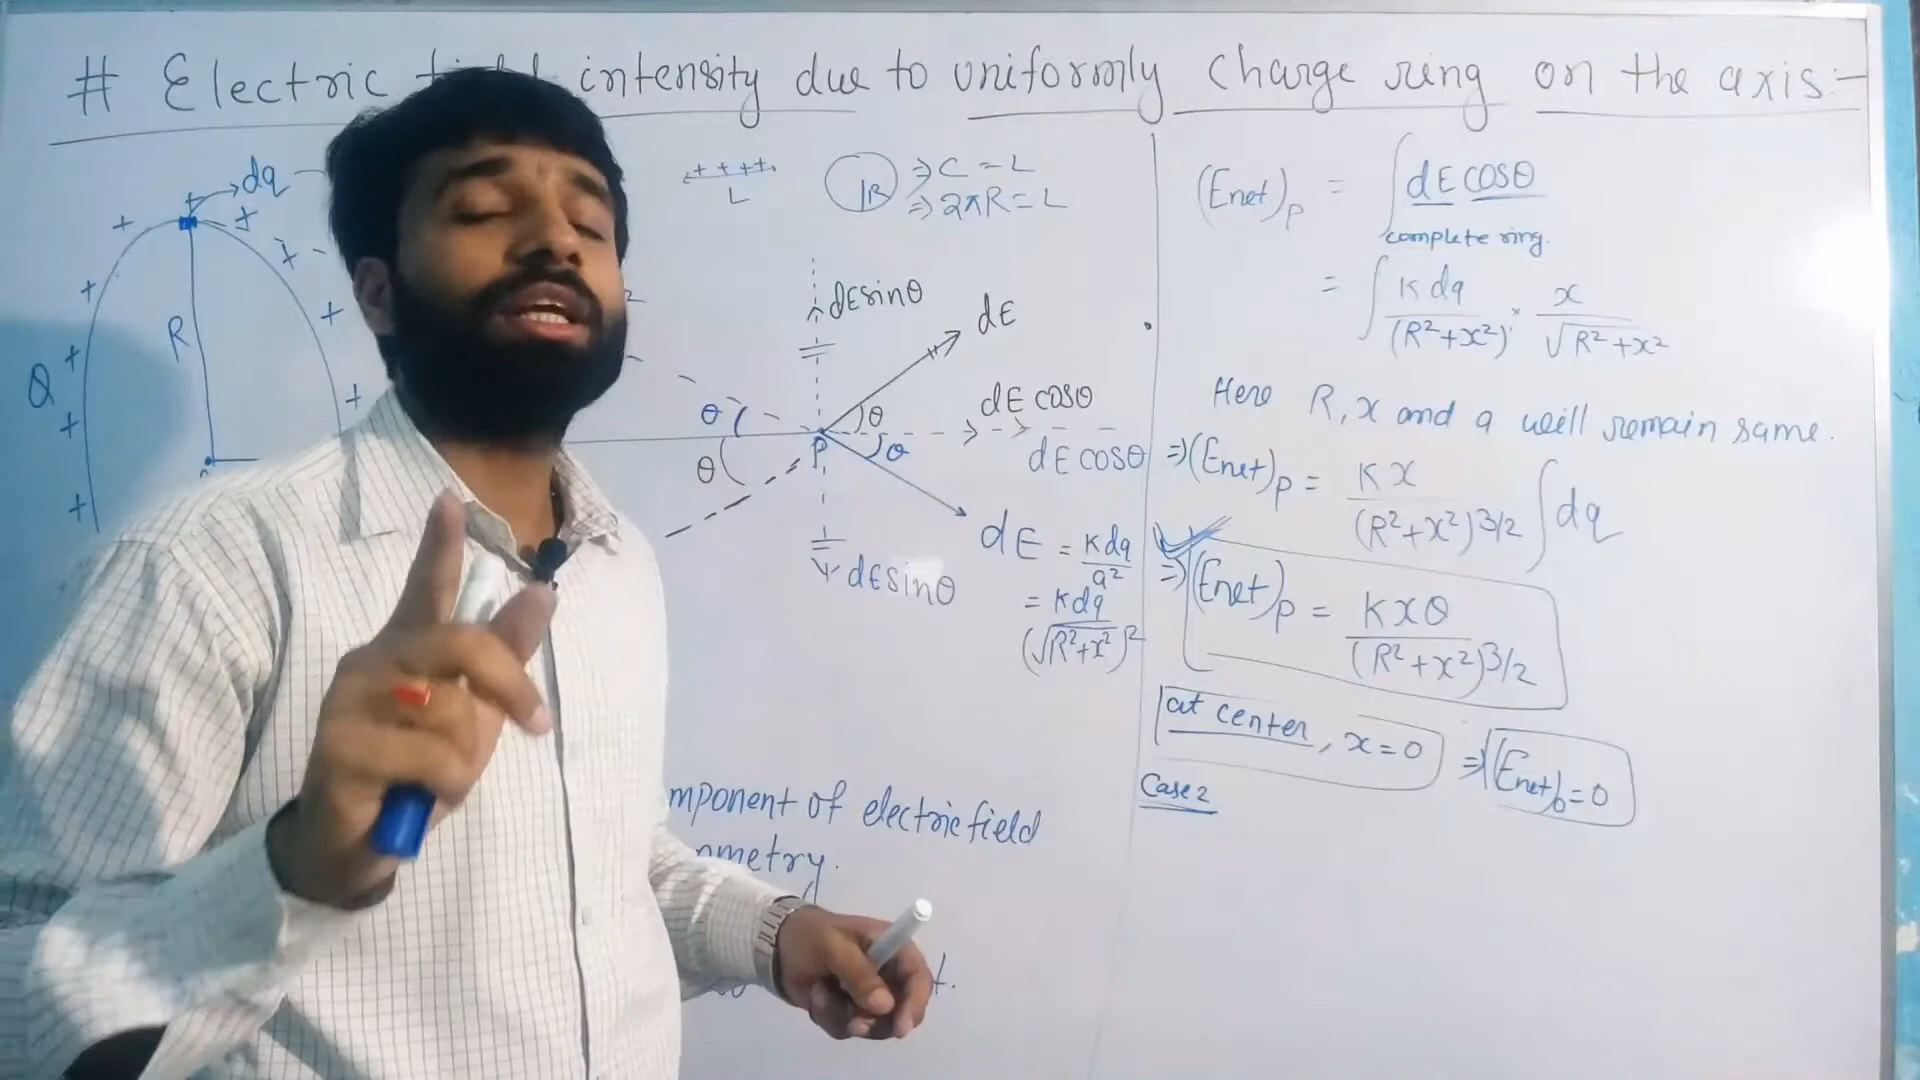 # Electric intensity due to uniformly charge ring on the axis:-
dq
+ + + +
L
R ⇒ C = L
⇒ 2πR = L
R
Q
dEsinθ
dE
θ
θ
dE cosθ
P
θ
θ
dE cosθ
dE = Kdq/a²
= Kdq/(√R²+x²)²
dEsinθ
mponent of electric field
mmetry.
(Enet)p = ∫ dE cosθ
complete ring.
= ∫ K dq/(R²+x²) × x/√R²+x²
Here R, x and a will remain same.
⇒ (Enet)p = Kx/(R²+x²)3/2 ∫ dq
⇒ (Enet)p = KxQ/(R²+x²)3/2
at center, x = 0 ⇒ (Enet)o = 0
Case 2